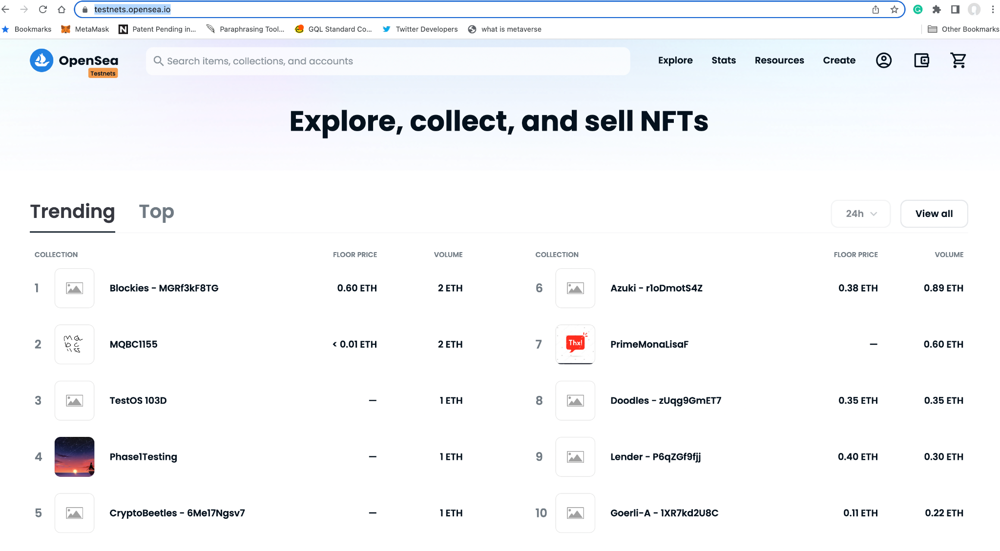 testnets.opensea.io
Bookmarks MetaMask Patent Pending in... Paraphrasing Tool... GQL Standard Co... Twitter Developers what is metaverse Other Bookmarks
OpenSea
Testnets
Search items, collections, and accounts
Explore Stats Resources Create
Explore, collect, and sell NFTs
Trending Top
24h View all
COLLECTION FLOOR PRICE VOLUME
1 Blockies - MGRf3kF8TG 0.60 ETH 2 ETH
2 ma bc 1155 MQBC1155 < 0.01 ETH 2 ETH
3 TestOS 103D — 1 ETH
4 Phase1Testing — 1 ETH
5 CryptoBeetles - 6Me17Ngsv7 — 1 ETH
COLLECTION FLOOR PRICE VOLUME
6 Azuki - r1oDmotS4Z 0.38 ETH 0.89 ETH
7 Thx! PrimeMonaLisaF — 0.60 ETH
8 Doodles - zUqg9GmET7 0.35 ETH 0.35 ETH
9 Lender - P6qZGf9fjj 0.40 ETH 0.30 ETH
10 Goerli-A - 1XR7kd2U8C 0.11 ETH 0.22 ETH